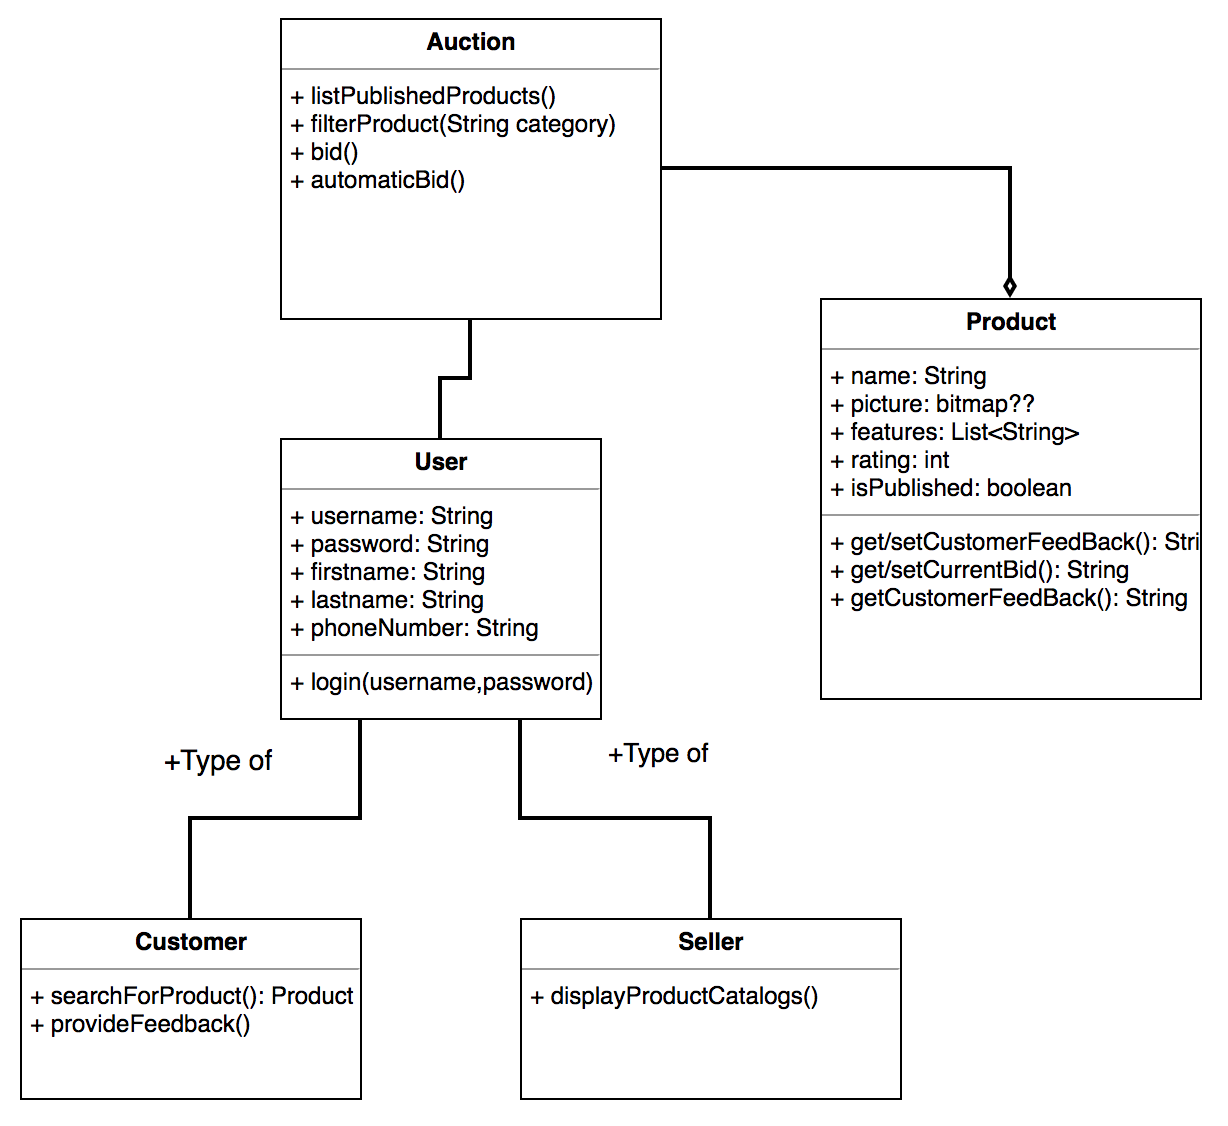 Auction
+ listPublishedProducts()
+ filterProduct(String category)
+ bid()
+ automaticBid()
Product
+ name: String
+ picture: bitmap??
+ features: List<String>
+ rating: int
+ isPublished: boolean
+ get/setCustomerFeedBack(): Stri
+ get/setCurrentBid(): String
+ getCustomerFeedBack(): String
User
+ username: String
+ password: String
+ firstname: String
+ lastname: String
+ phoneNumber: String
+ login(username,password)
+Type of
+Type of
Customer
+ searchForProduct(): Product
+ provideFeedback()
Seller
+ displayProductCatalogs()